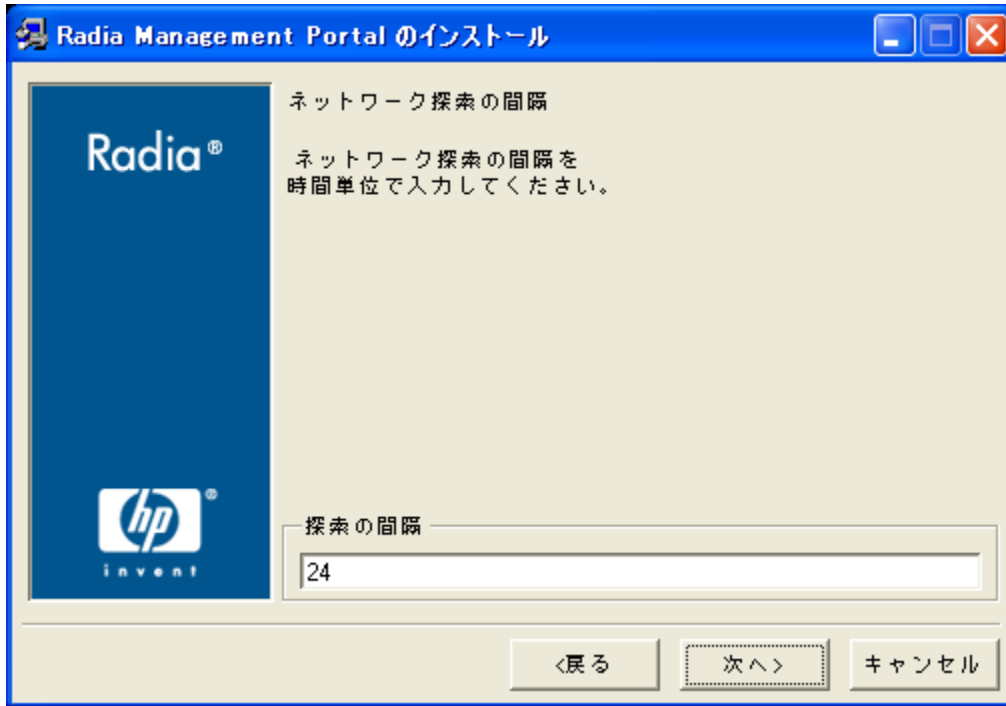 Radia Management Portal のインストール
Radia®
ネットワーク探索の間隔
ネットワーク探索の間隔を
時間単位で入力してください。
hp®
invent
探索の間隔
24
<戻る
次へ>
キャンセル